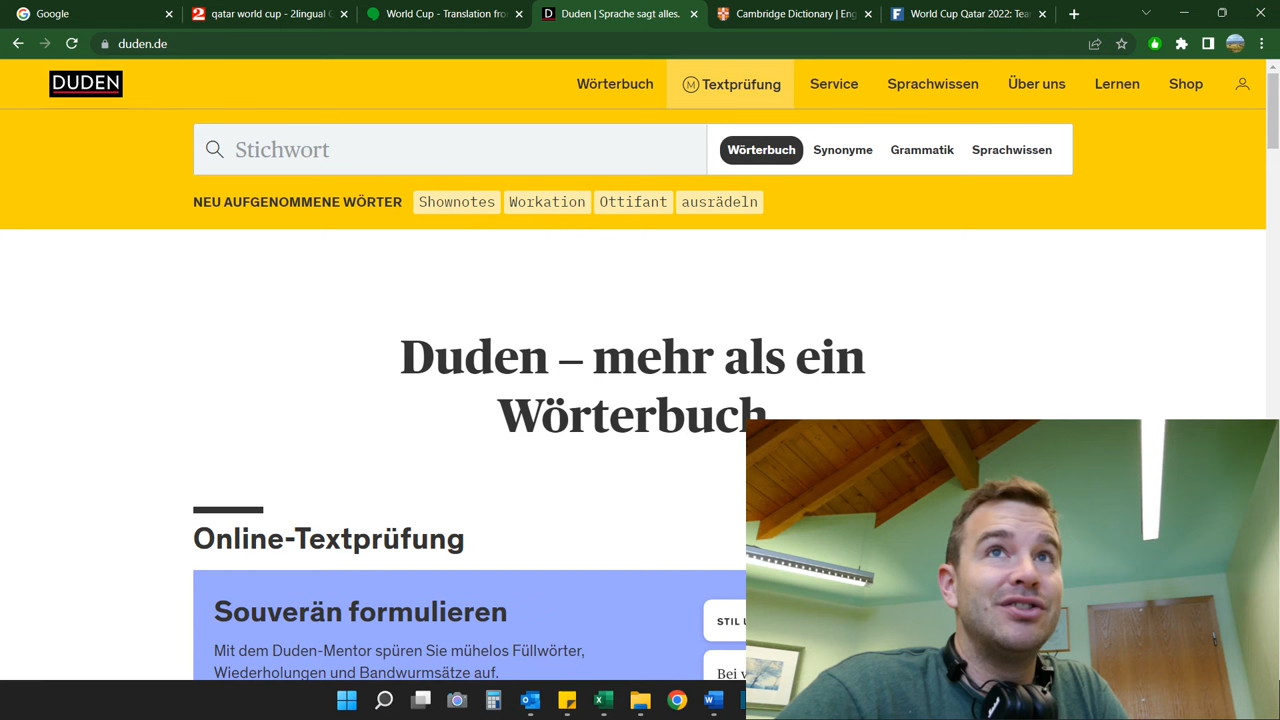 Google
qatar world cup - 2lingual G
World Cup - Translation fro
Duden | Sprache sagt alles.
Cambridge Dictionary | Eng
World Cup Qatar 2022: Tea
duden.de
DUDEN
Wörterbuch
Textprüfung
Service
Sprachwissen
Über uns
Lernen
Shop
Stichwort
Wörterbuch
Synonyme
Grammatik
Sprachwissen
NEU AUFGENOMMENE WÖRTER
Shownotes
Workation
Ottifant
ausrädeln
Duden – mehr als ein
Wörterbuch
Online-Textprüfung
Souverän formulieren
Mit dem Duden-Mentor spüren Sie mühelos Füllwörter,
Wiederholungen und Bandwurmsätze auf.
STIL
Bei